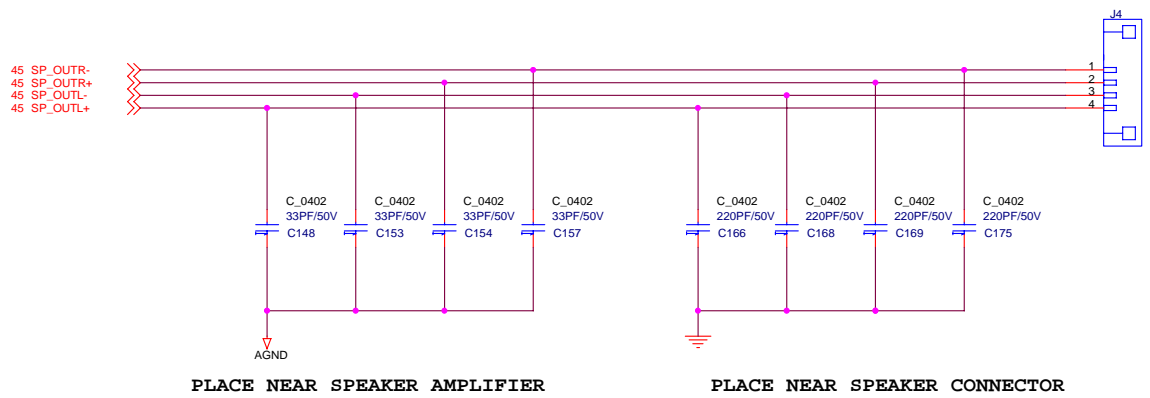 J4
45 SP_OUTR-
45 SP_OUTR+
45 SP_OUTL-
45 SP_OUTL+
1
2
3
4
C_0402
33PF/50V
C148
C_0402
33PF/50V
C153
C_0402
33PF/50V
C154
C_0402
33PF/50V
C157
C_0402
220PF/50V
C166
C_0402
220PF/50V
C168
C_0402
220PF/50V
C169
C_0402
220PF/50V
C175
AGND
PLACE NEAR SPEAKER AMPLIFIER
PLACE NEAR SPEAKER CONNECTOR